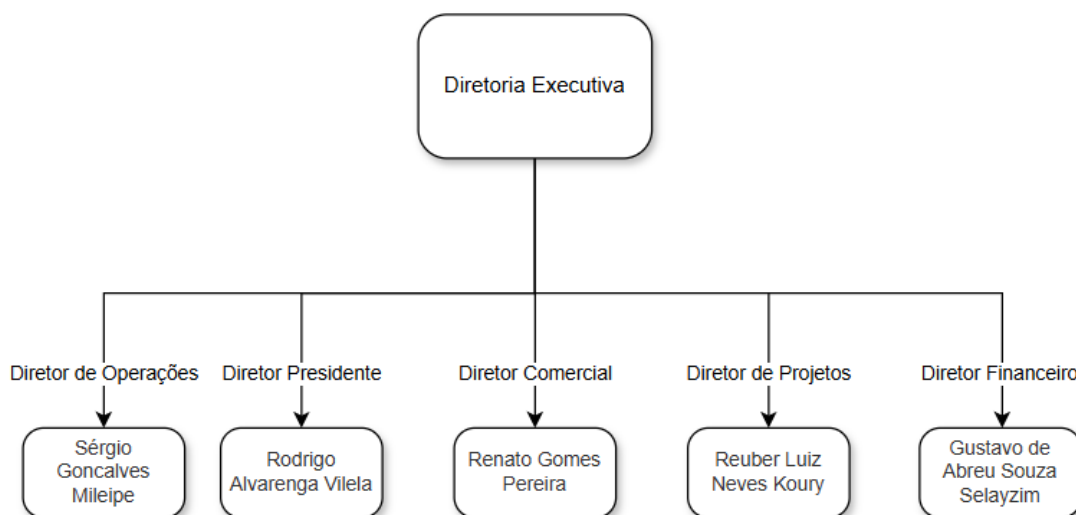 Diretoria Executiva
Diretor de Operações
Diretor Presidente
Diretor Comercial
Diretor de Projetos
Diretor Financeiro
Sérgio
Goncalves
Mileipe
Rodrigo
Alvarenga Vilela
Renato Gomes
Pereira
Reuber Luiz
Neves Koury
Gustavo de
Abreu Souza
Selayzim